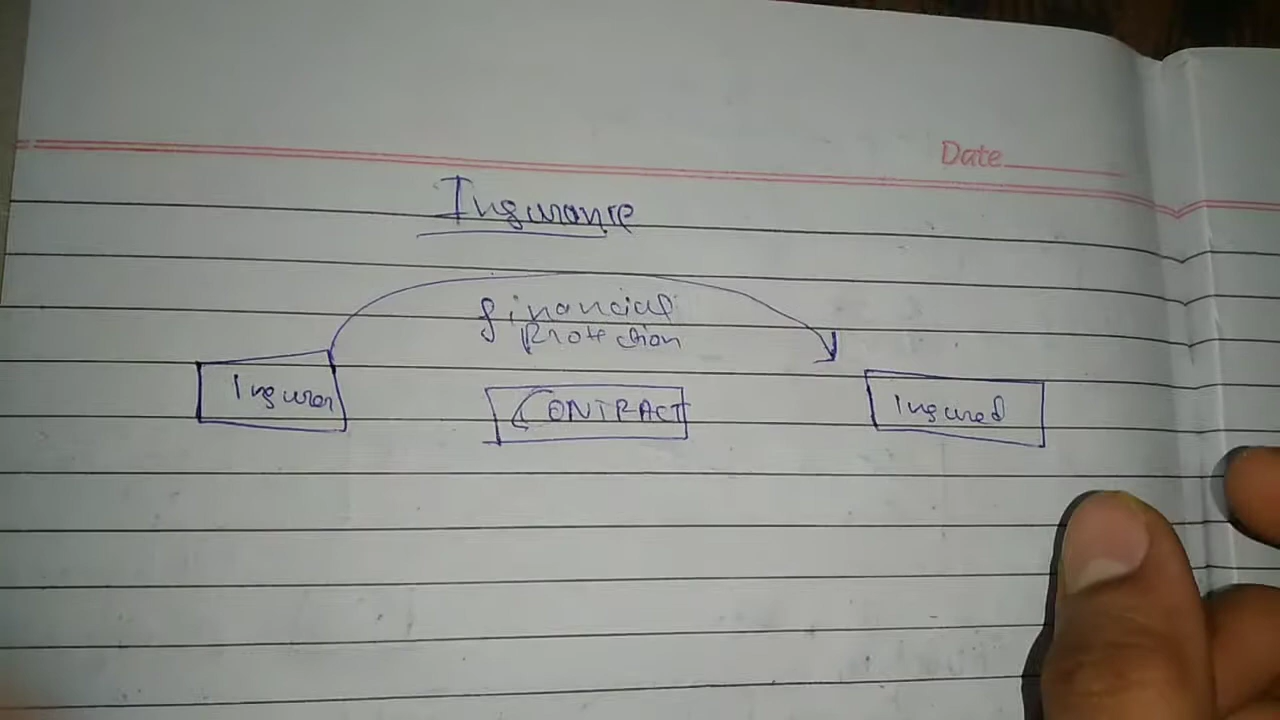 Date
Insurance
financial
Protection
Insurer
CONTRACT
Insured